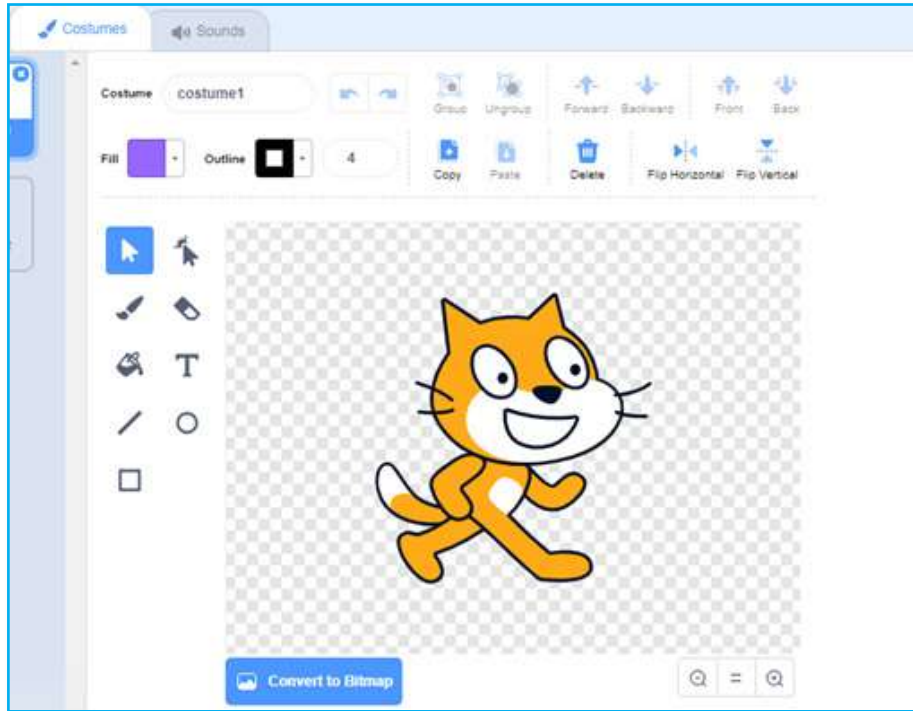 Costumes Sounds
Costume costume1 Group Ungroup Forward Backward Front Back
Fill Outline 4 Copy Paste Delete Flip Horizontal Flip Vertical
T
Convert to Bitmap